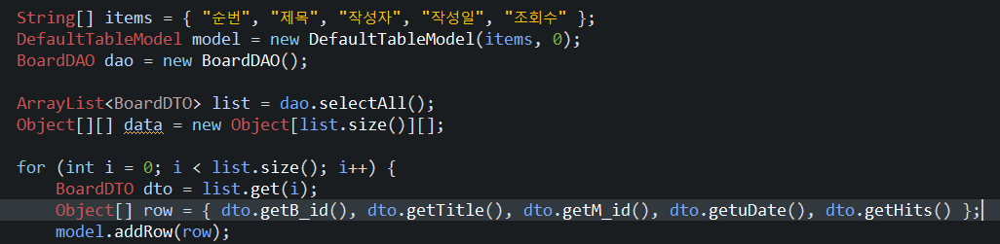 String[] items = { "순번", "제목", "작성자", "작성일", "조회수" };
DefaultTableModel model = new DefaultTableModel(items, 0);
BoardDAO dao = new BoardDAO();

ArrayList<BoardDTO> list = dao.selectAll();
Object[][] data = new Object[list.size()][];

for (int i = 0; i < list.size(); i++) {
    BoardDTO dto = list.get(i);
    Object[] row = { dto.getB_id(), dto.getTitle(), dto.getM_id(), dto.getuDate(), dto.getHits() };
    model.addRow(row);